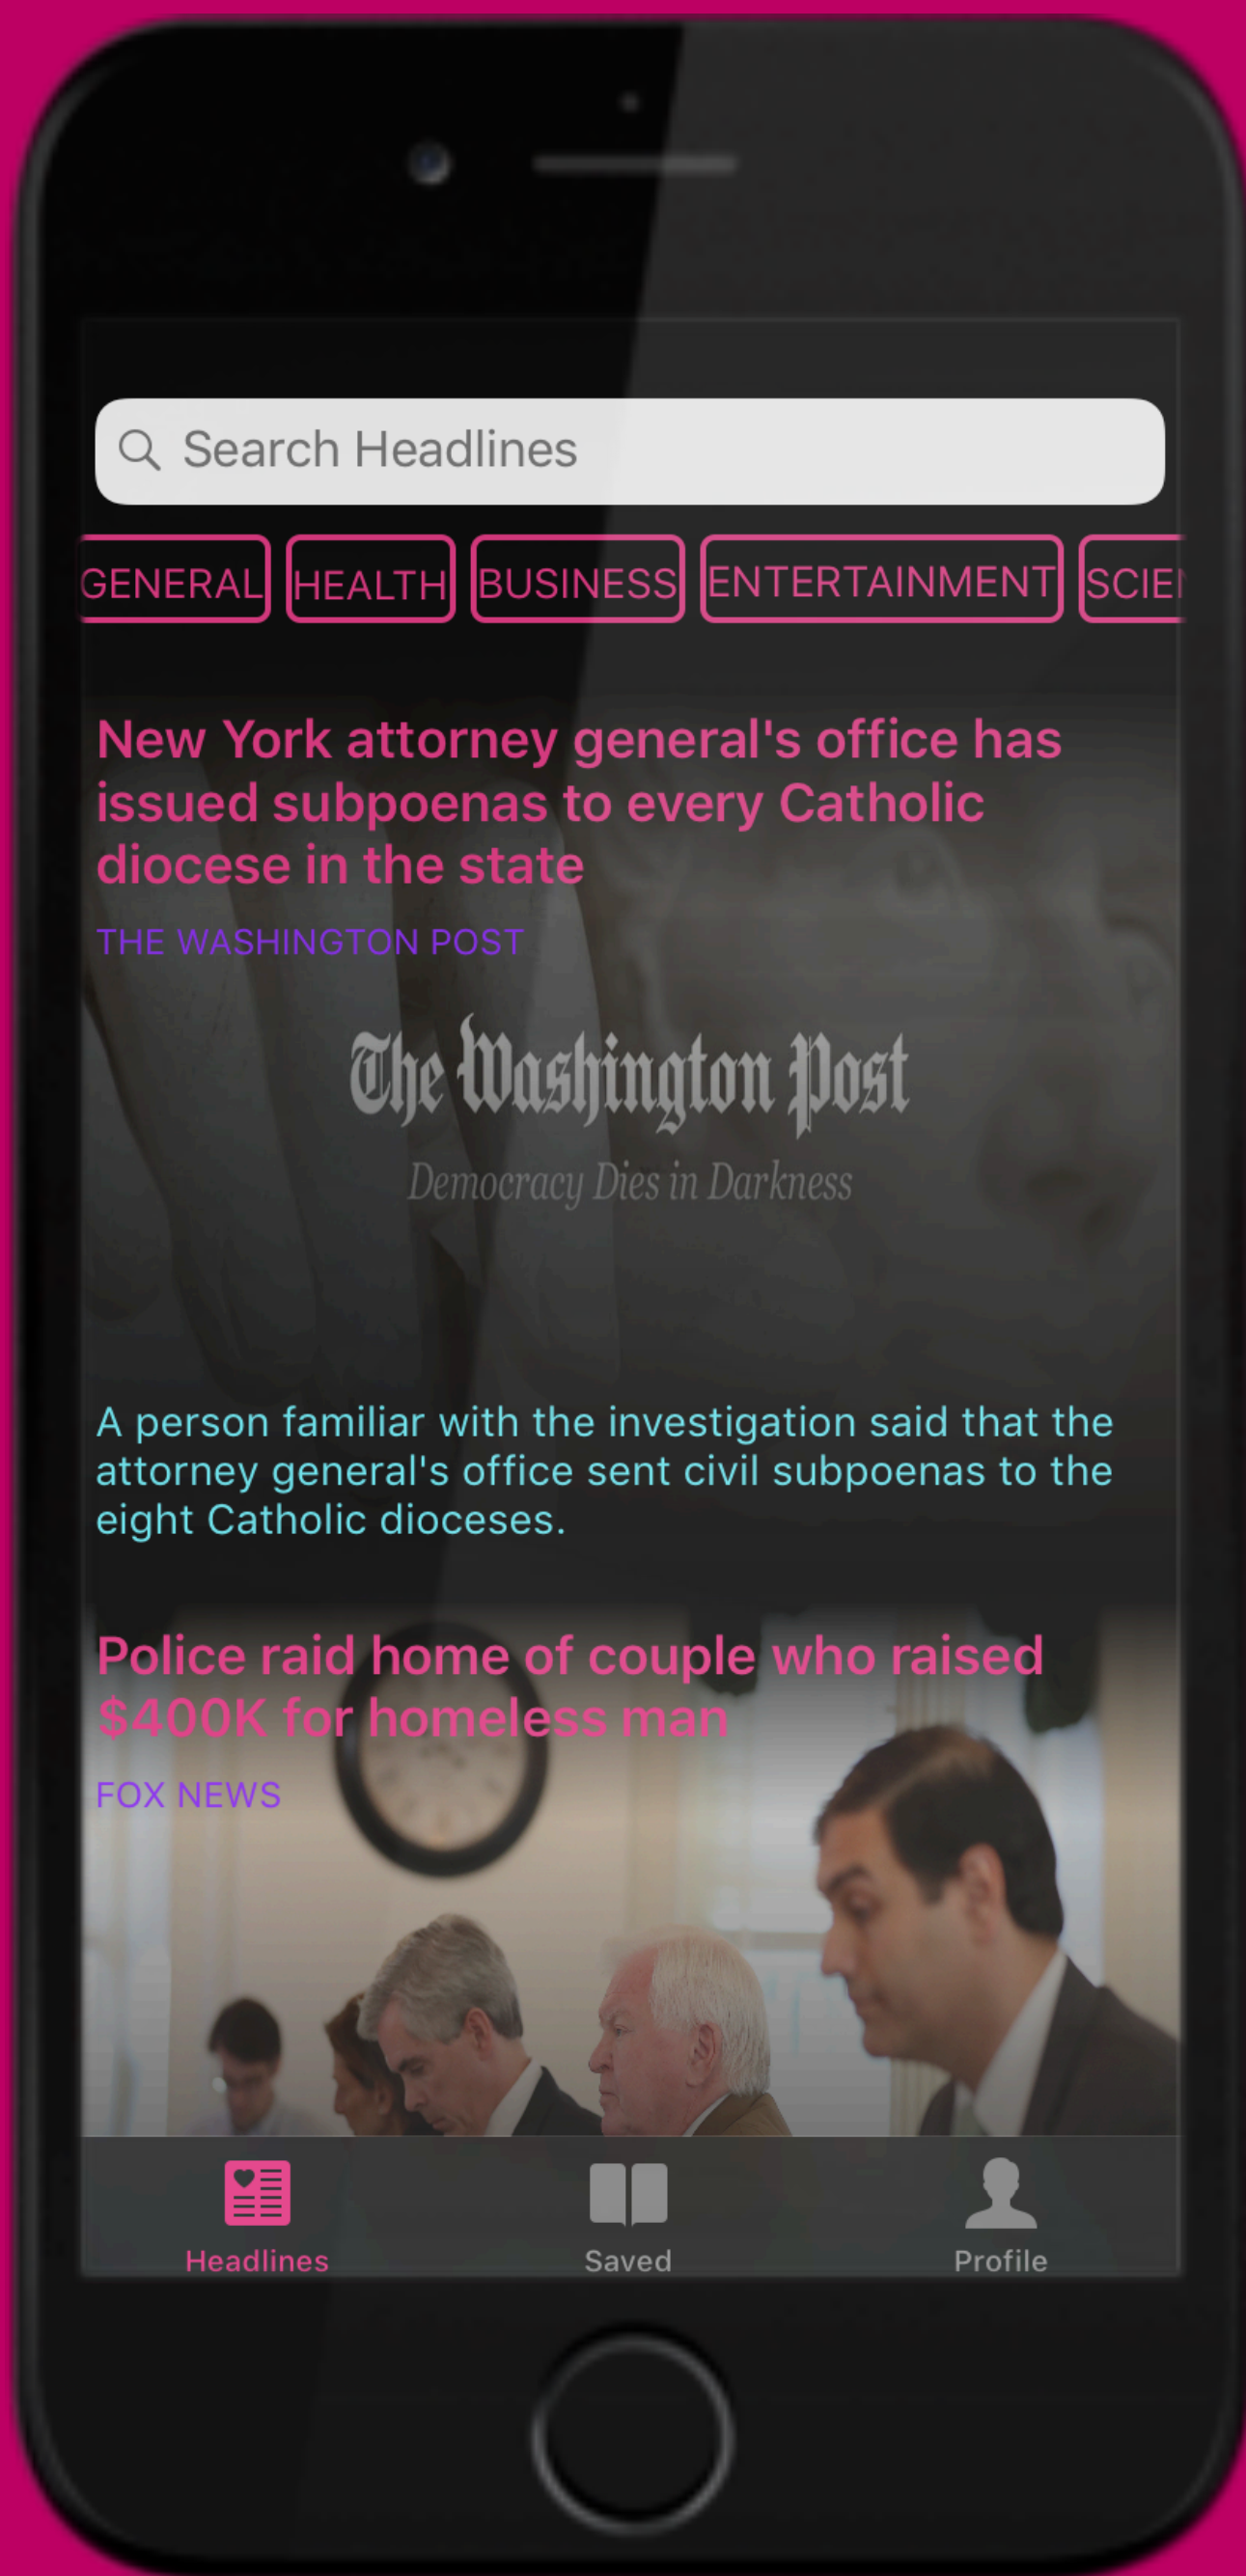 Search Headlines
GENERAL HEALTH BUSINESS ENTERTAINMENT SCIEN
New York attorney general's office has
issued subpoenas to every Catholic
diocese in the state
THE WASHINGTON POST
The Washington Post
Democracy Dies in Darkness
A person familiar with the investigation said that the
attorney general's office sent civil subpoenas to the
eight Catholic dioceses.
Police raid home of couple who raised
$400K for homeless man
FOX NEWS
Headlines Saved Profile